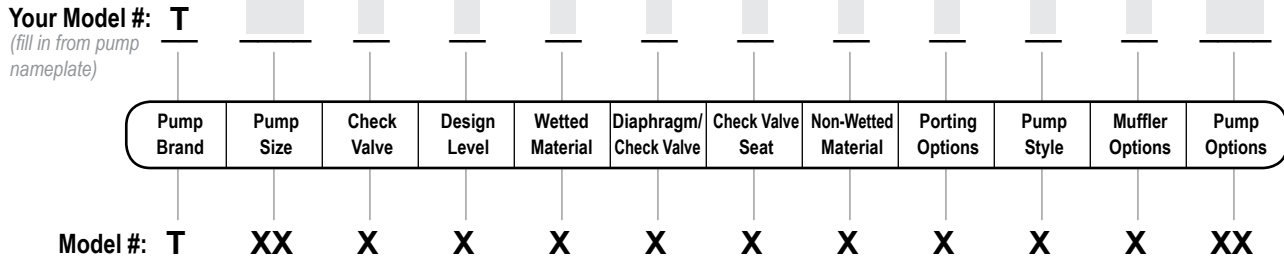 Your Model #: T
(fill in from pump
nameplate)
Pump Pump Check Design Wetted Diaphragm/ Check Valve Non-Wetted Porting Pump Muffler Pump
Brand Size Valve Level Material Check Valve Seat Material Options Style Options Options
Model #: T XX X X X X X X X X X XX